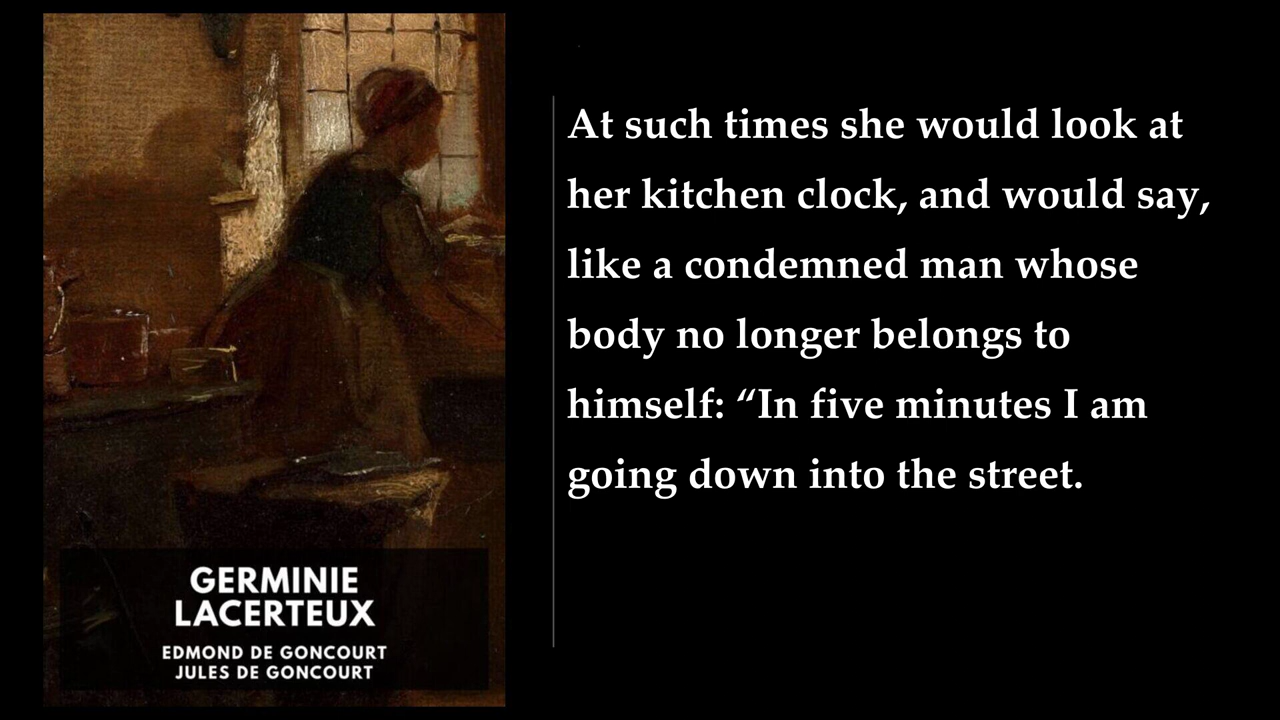 At such times she would look at
her kitchen clock, and would say,
like a condemned man whose
body no longer belongs to
himself: “In five minutes I am
going down into the street.
GERMINIE
LACERTEUX
EDMOND DE GONCOURT
JULES DE GONCOURT